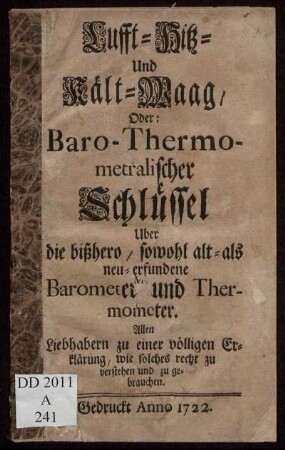 Lufft-Hitz-
Und
Kält-Waag/
Oder:
Baro-Thermo-
metralischer
Schlüssel
Uber
die bißhero/ sowohl alt-als
neu-erfundene
Barometer und Ther-
mometer.
Allen
Liebhabern zu einer völligen Er-
klärung, wie solches recht zu
verstehen und zu ge-
brauchen.
Gedruckt Anno 1722.
DD 2011
A
241